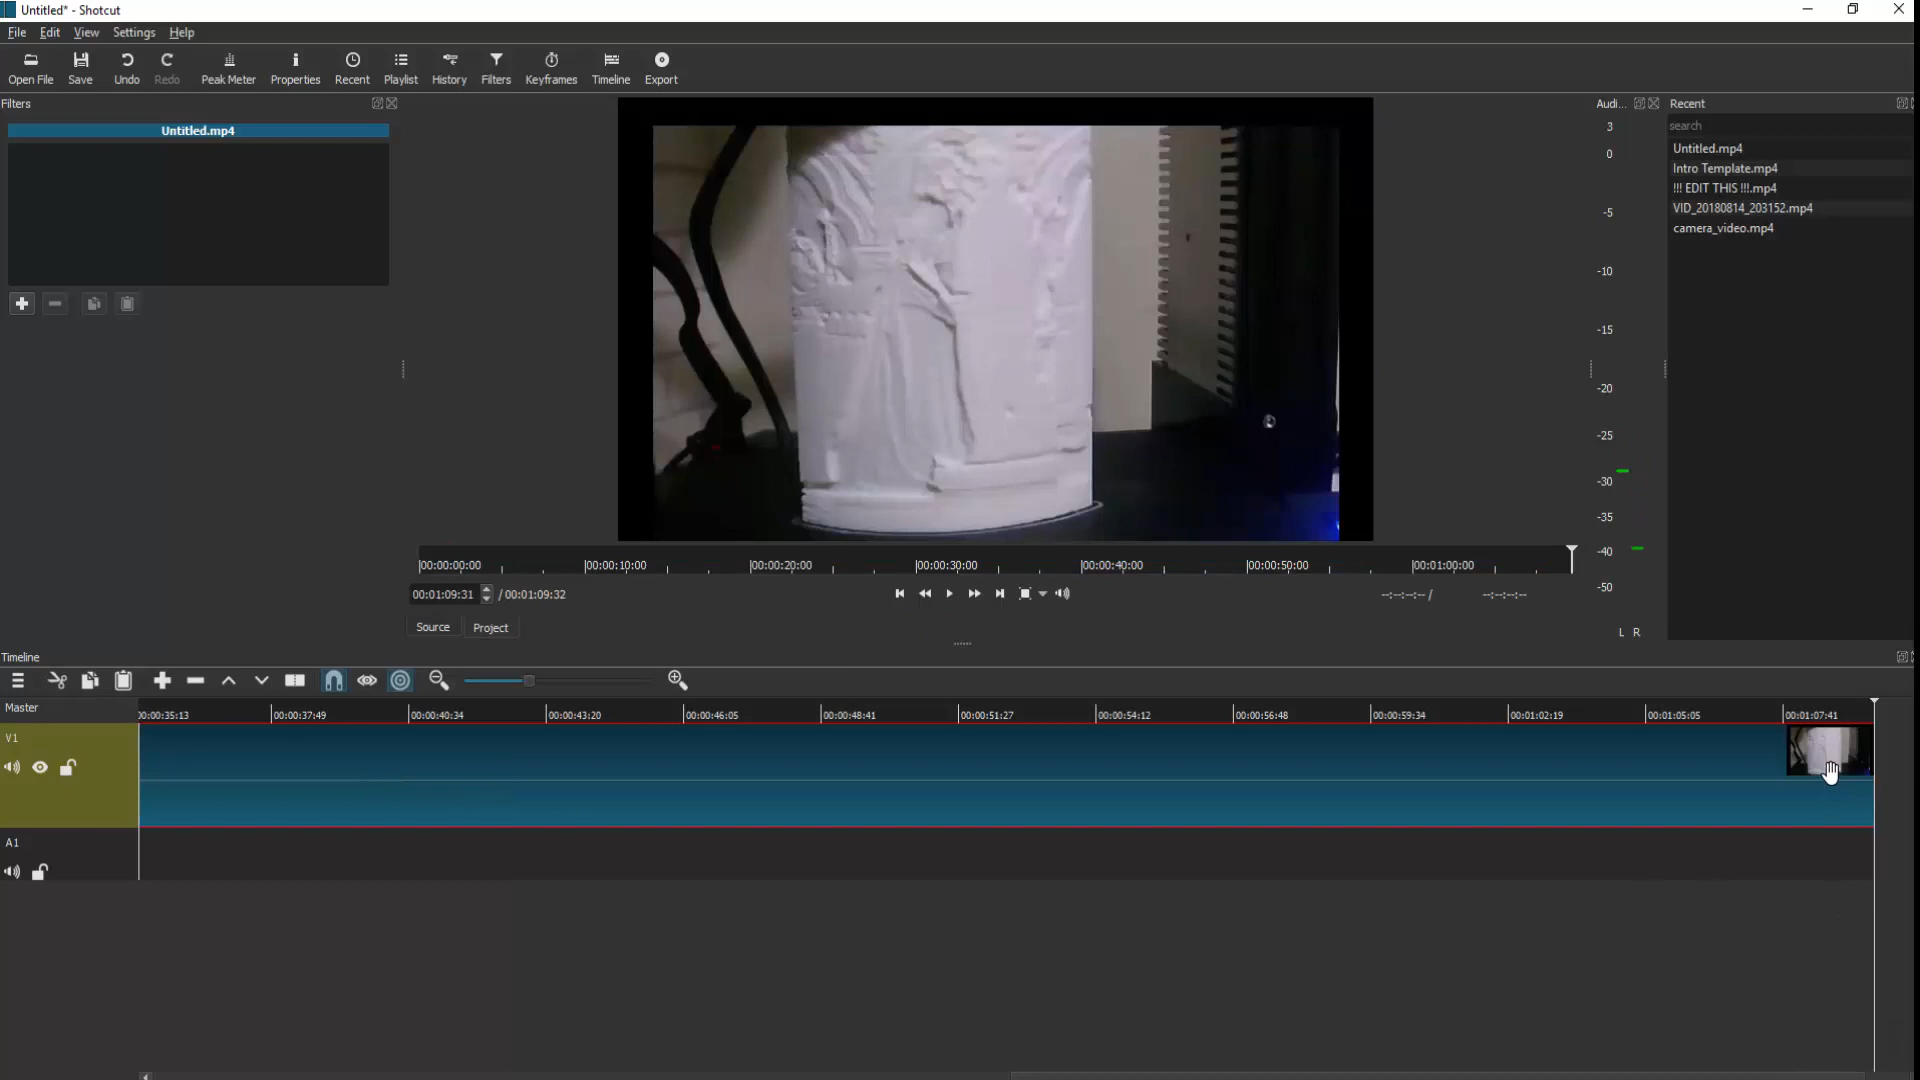 Untitled* - Shotcut
File Edit View Settings Help
Open File Save Undo Redo Peak Meter Properties Recent Playlist History Filters Keyframes Timeline Export
Filters
Untitled.mp4
Audi...
3
0
-5
-10
-15
-20
-25
-30
-35
-40
-50
L R
Recent
search
Untitled.mp4
Intro Template.mp4
!!! EDIT THIS !!!.mp4
VID_20180814_203152.mp4
camera_video.mp4
00:00:00:00 00:00:10:00 00:00:20:00 00:00:30:00 00:00:40:00 00:00:50:00 00:01:00:00
00:01:09:31 / 00:01:09:32 --:--:--:-- / --:--:--:--
Source Project
Timeline
Master
00:00:35:13 00:00:37:49 00:00:40:34 00:00:43:20 00:00:46:05 00:00:48:41 00:00:51:27 00:00:54:12 00:00:56:48 00:00:59:34 00:01:02:19 00:01:05:05 00:01:07:41
V1
A1